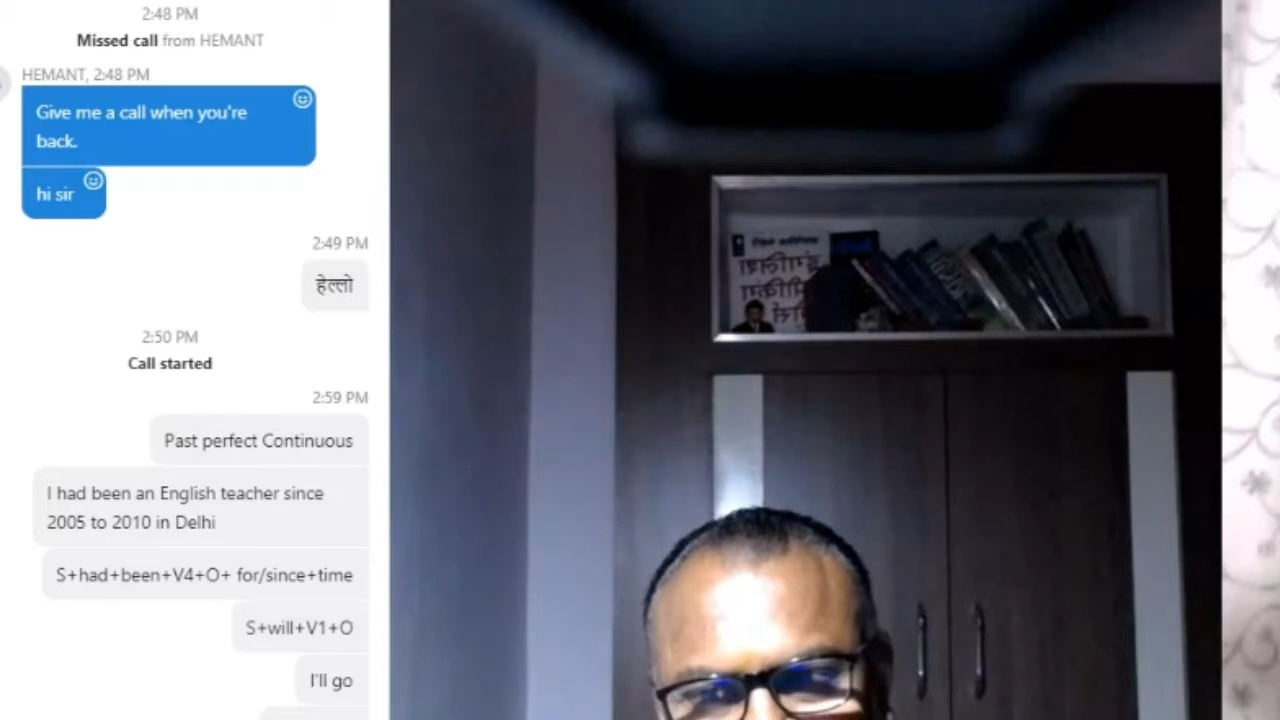 2:48 PM
Missed call from HEMANT
HEMANT, 2:48 PM
Give me a call when you're
back.
hi sir
2:49 PM
हेल्लो
2:50 PM
Call started
2:59 PM
Past perfect Continuous
I had been an English teacher since
2005 to 2010 in Delhi
S+had+been+V4+O+ for/since+time
S+will+V1+O
I'll go
इंगलिश